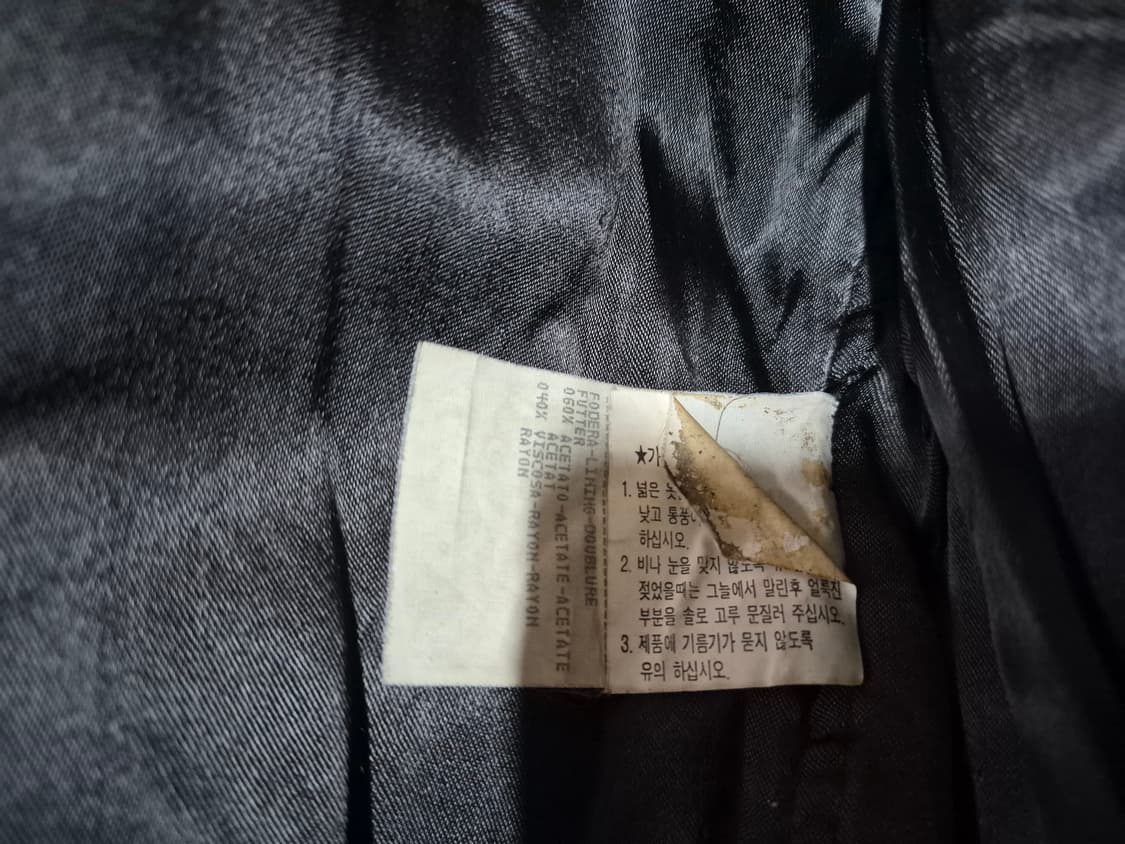 FODERA-LINING-DOUBLURE
FUTTER
060% ACETATO-ACETATE-ACETATE
ACETAT
040% VISCOSA-RAYON-RAYON
RAYON
★가
1. 넓은
낮고
하십시오.
2. 비나 눈을 맞지 않도록
젖었을때는 그늘에서 말린후 얼룩진
부분을 솔로 고루 문질러 주십시오.
3. 제품에 기름기가 묻지 않도록
유의 하십시오.